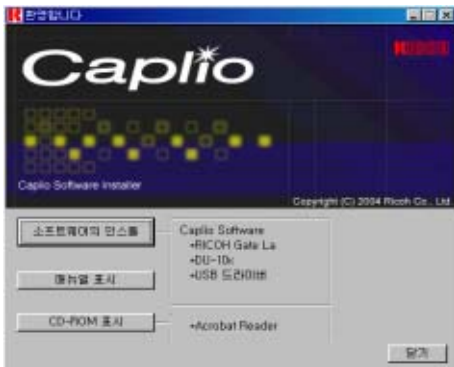 환영합니다
Caplio
RICOH
Caplio Software Installer
Copyright (C) 2004 Ricoh Co., Ltd
소프트웨어의 인스톨
Caplio Software
•RICOH Gate La
•DU-10x
•USB 드라이버
매뉴얼 표시
CD-ROM 표시
•Acrobat Reader
닫기